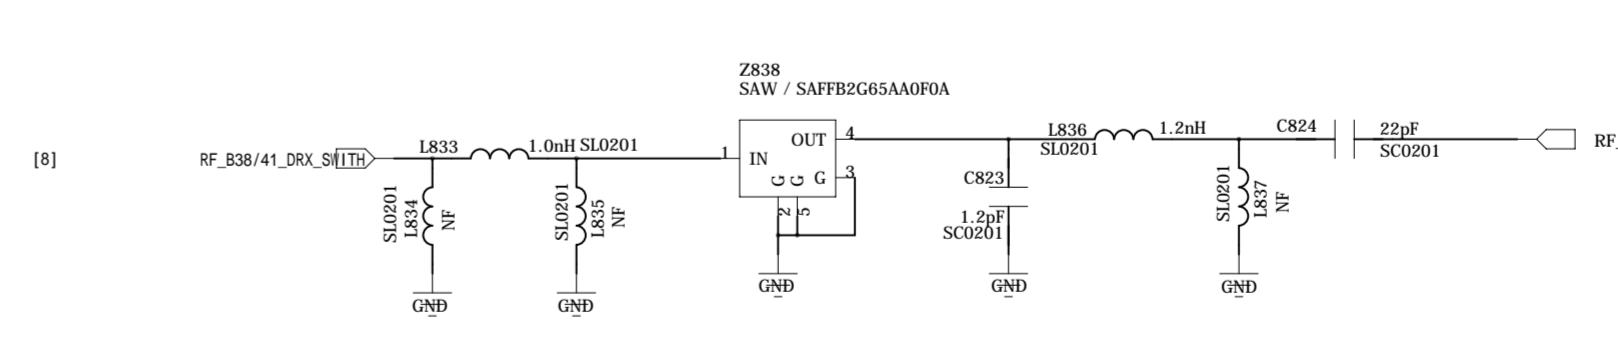 Z838
SAW / SAFFB2G65AA0F0A
[8]
RF_B38/41_DRX_SWITH
L833
1.0nH SL0201
SL0201
L834
NF
GND
SL0201
L835
NF
GND
1
IN
OUT
4
G
G
G
3
2
5
GND
C823
1.2pF
SC0201
GND
L836
SL0201
1.2nH
SL0201
L837
NF
GND
C824
22pF
SC0201
RF_